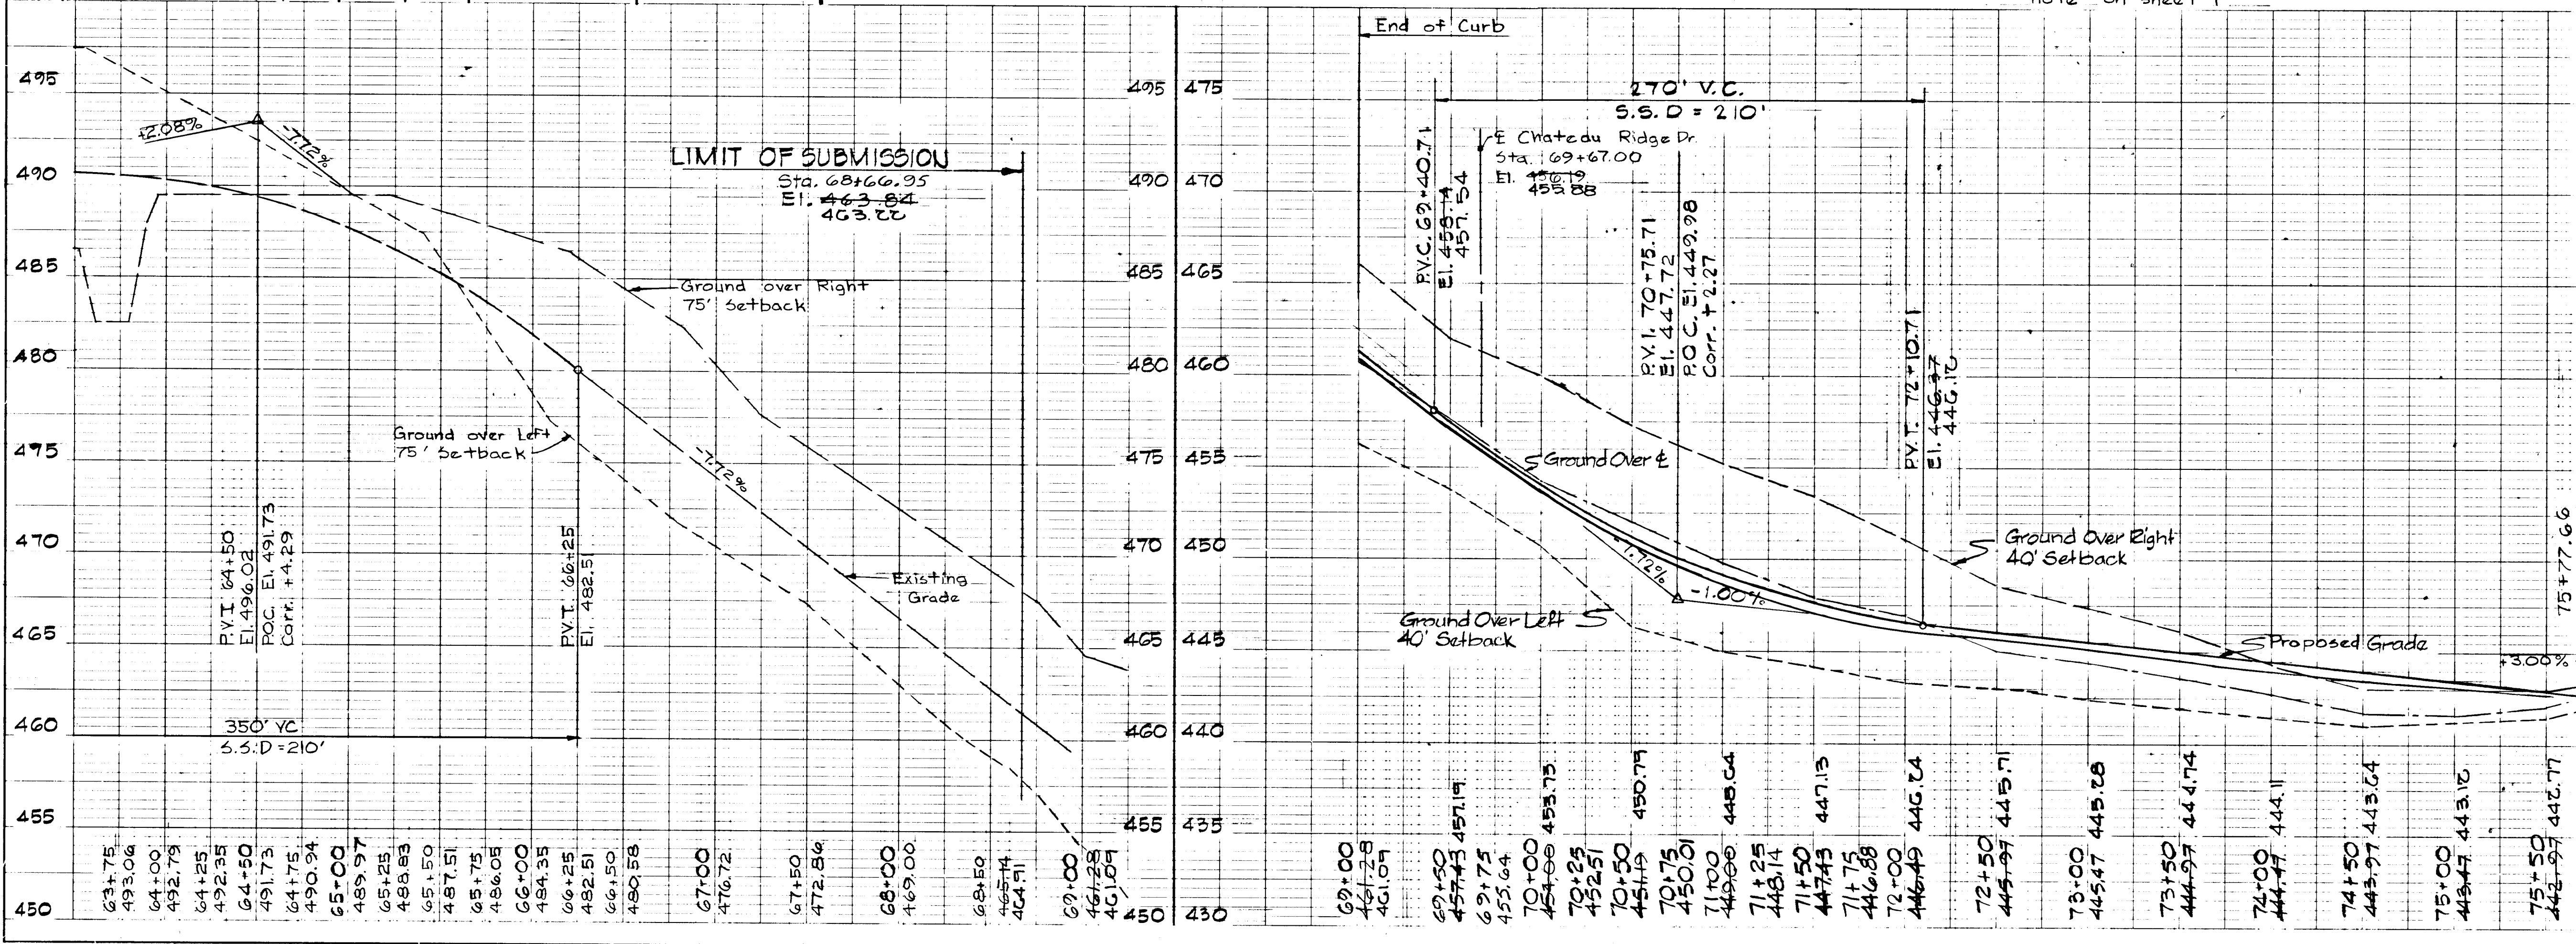 note on sheet 1
End of Curb
495
490
485
480
475
470
465
460
455
450
+2.08%
-7.72%
LIMIT OF SUBMISSION
Sta. 68+66.95
El. 463.84
463.22
Ground over Right
75' Setback
Ground over Left
75' Setback
-7.72%
Existing
Grade
P.V.I. 64+50
El. 496.02
P.O.C. El. 491.73
Corr. +4.29
P.V.T. 66+25
El. 482.51
350' VC
S.S.D = 210'
63+75
493.06
64+00
492.79
64+25
492.35
64+50
491.73
64+75
490.94
65+00
489.97
65+25
488.83
65+50
487.51
65+75
486.05
66+00
484.35
66+25
482.51
66+50
480.58
67+00
476.72
67+50
472.86
68+00
469.00
68+50
465.14
464.91
69+00
461.28
461.09
495 475
490 470
485 465
480 460
475 455
470 450
465 445
460 440
455 435
450 430
270' V.C.
S.S.D = 210'
℄ Chateau Ridge Dr.
Sta. 69+67.00
El. 456.19
455.88
P.V.C. 69+40.71
El. 458.14
457.54
P.V.I. 70+75.71
El. 447.72
P.O.C. El. 449.98
Corr. +2.27
P.V.T. 72+10.71
El. 446.37
446.12
Ground Over ℄
-7.72%
-1.00%
Ground Over Left
40' Setback
Ground Over Right
40' Setback
Proposed Grade
+3.00%
75+77.66
69+00
461.28
461.09
69+50
457.43 457.19
69+75
455.64
70+00
454.00 453.73
70+25
452.51
70+50
451.19 450.79
70+75
450.01
71+00
449.00 448.64
71+25
448.14
71+50
447.43 447.13
71+75
446.88
72+00
446.49 446.24
72+50
445.97 445.71
73+00
445.47 445.28
73+50
444.97 444.74
74+00
444.47 444.11
74+50
443.97 443.64
75+00
443.47 443.12
75+50
442.97 442.77